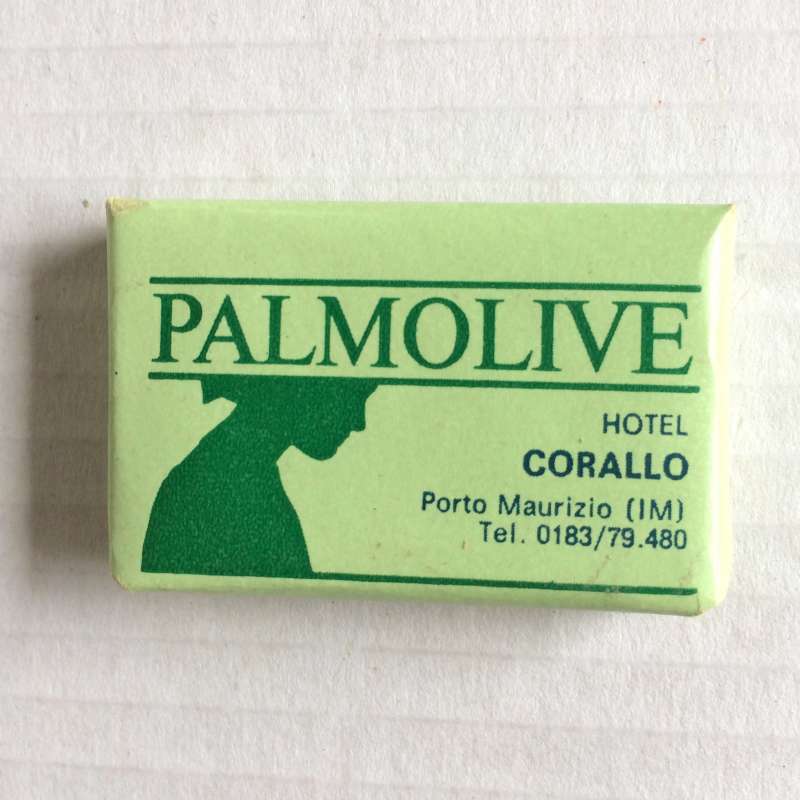 PALMOLIVE
HOTEL
CORALLO
Porto Maurizio (IM)
Tel. 0183/79.480